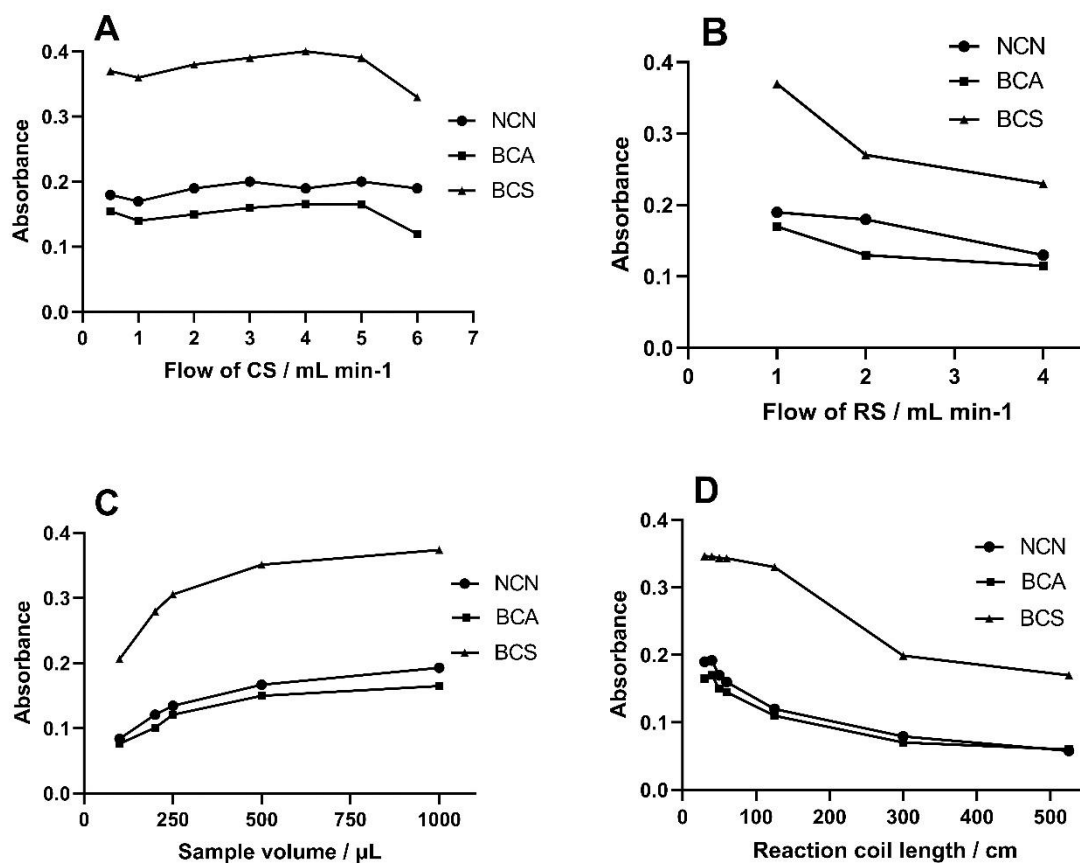 A
Absorbance
0.4
0.3
0.2
0.1
0.0
0 1 2 3 4 5 6 7
Flow of CS / mL min-1
NCN
BCA
BCS
B
Absorbance
0.4
0.3
0.2
0.1
0.0
0 1 2 3 4
Flow of RS / mL min-1
NCN
BCA
BCS
C
Absorbance
0.4
0.3
0.2
0.1
0.0
0 250 500 750 1000
Sample volume / µL
NCN
BCA
BCS
D
Absorbance
0.4
0.3
0.2
0.1
0.0
0 100 200 300 400 500
Reaction coil length / cm
NCN
BCA
BCS